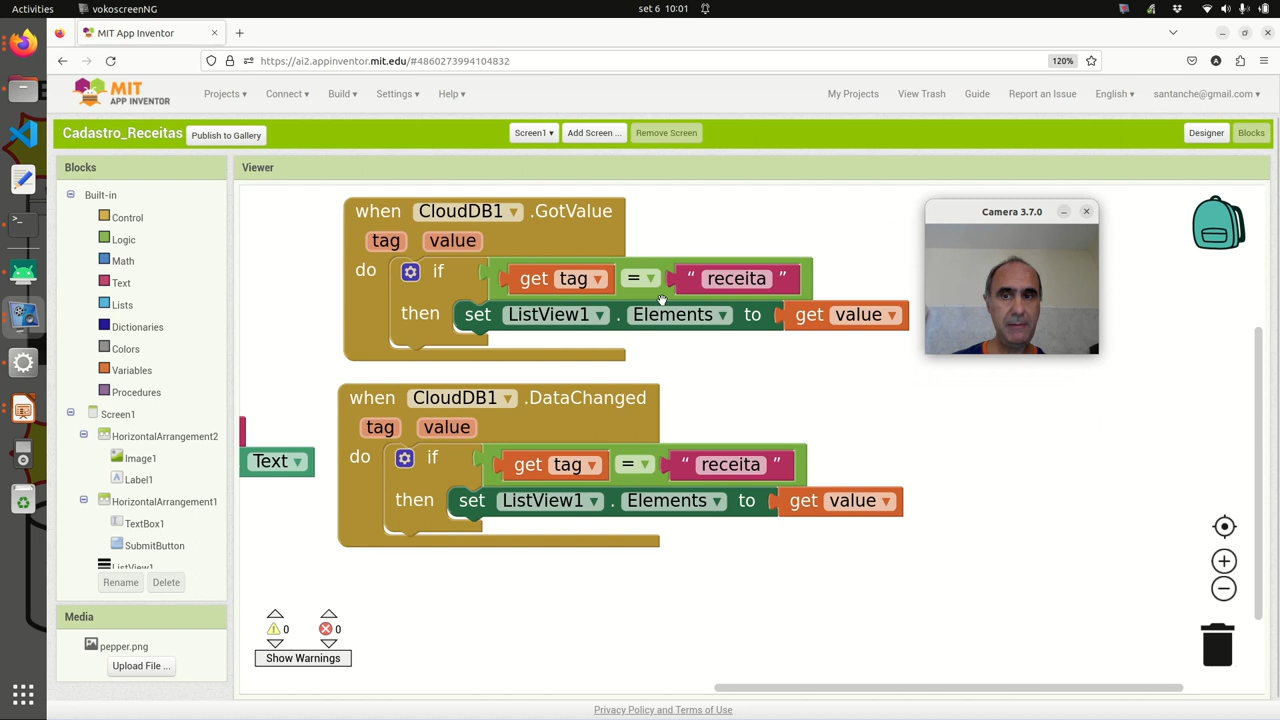 Activities vokoscreenNG set 6 10:01
MIT App Inventor
https://ai2.appinventor.mit.edu/#4860273994104832 120%
MIT APP INVENTOR Projects Connect Build Settings Help My Projects View Trash Guide Report an Issue English santanche@gmail.com
Cadastro_Receitas Publish to Gallery Screen1 Add Screen ... Remove Screen Designer Blocks
Blocks
Built-in
Control
Logic
Math
Text
Lists
Dictionaries
Colors
Variables
Procedures
Screen1
HorizontalArrangement2
Image1
Label1
HorizontalArrangement1
TextBox1
SubmitButton
ListView1
Rename Delete
Media
pepper.png
Upload File ...
Viewer
when CloudDB1 .GotValue
tag value
do if get tag = “ receita ”
then set ListView1 . Elements to get value
Camera 3.7.0
when CloudDB1 .DataChanged
tag value
do if get tag = “ receita ”
Text
then set ListView1 . Elements to get value
0 0
Show Warnings
Privacy Policy and Terms of Use